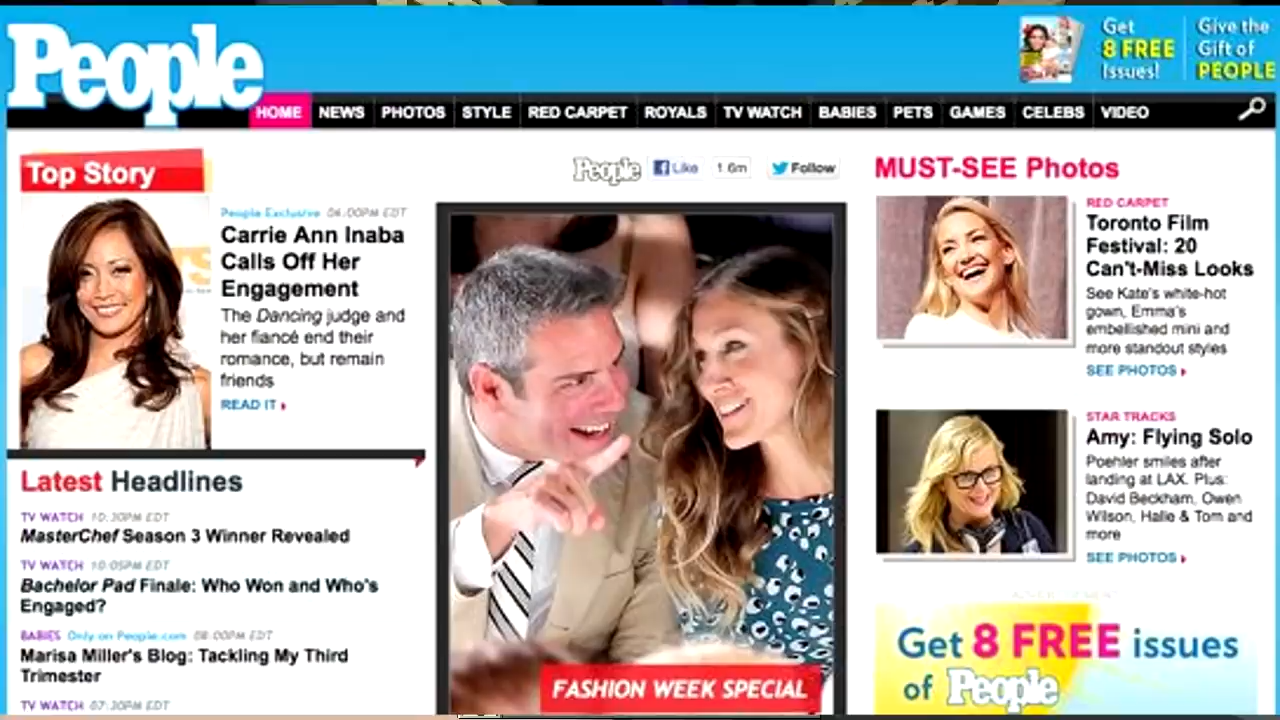 People
Get
8 FREE
Issues!
Give the
Gift of
PEOPLE
HOME NEWS PHOTOS STYLE RED CARPET ROYALS TV WATCH BABIES PETS GAMES CELEBS VIDEO
Top Story
People Exclusive 06:00PM EDT
Carrie Ann Inaba
Calls Off Her
Engagement
The Dancing judge and
her fiancé end their
romance, but remain
friends
READ IT
Latest Headlines
TV WATCH 10:30PM EDT
MasterChef Season 3 Winner Revealed
TV WATCH 10:05PM EDT
Bachelor Pad Finale: Who Won and Who's
Engaged?
BABIES Only on People.com 08:00PM EDT
Marisa Miller's Blog: Tackling My Third
Trimester
TV WATCH 07:30PM EDT
People Like 1.6m Follow
FASHION WEEK SPECIAL
MUST-SEE Photos
RED CARPET
Toronto Film
Festival: 20
Can't-Miss Looks
See Kate's white-hot
gown, Emma's
embellished mini and
more standout styles
SEE PHOTOS
STAR TRACKS
Amy: Flying Solo
Poehler smiles after
landing at LAX. Plus:
David Beckham, Owen
Wilson, Halle & Tom and
more
SEE PHOTOS
ADVERTISEMENT
Get 8 FREE issues
of People